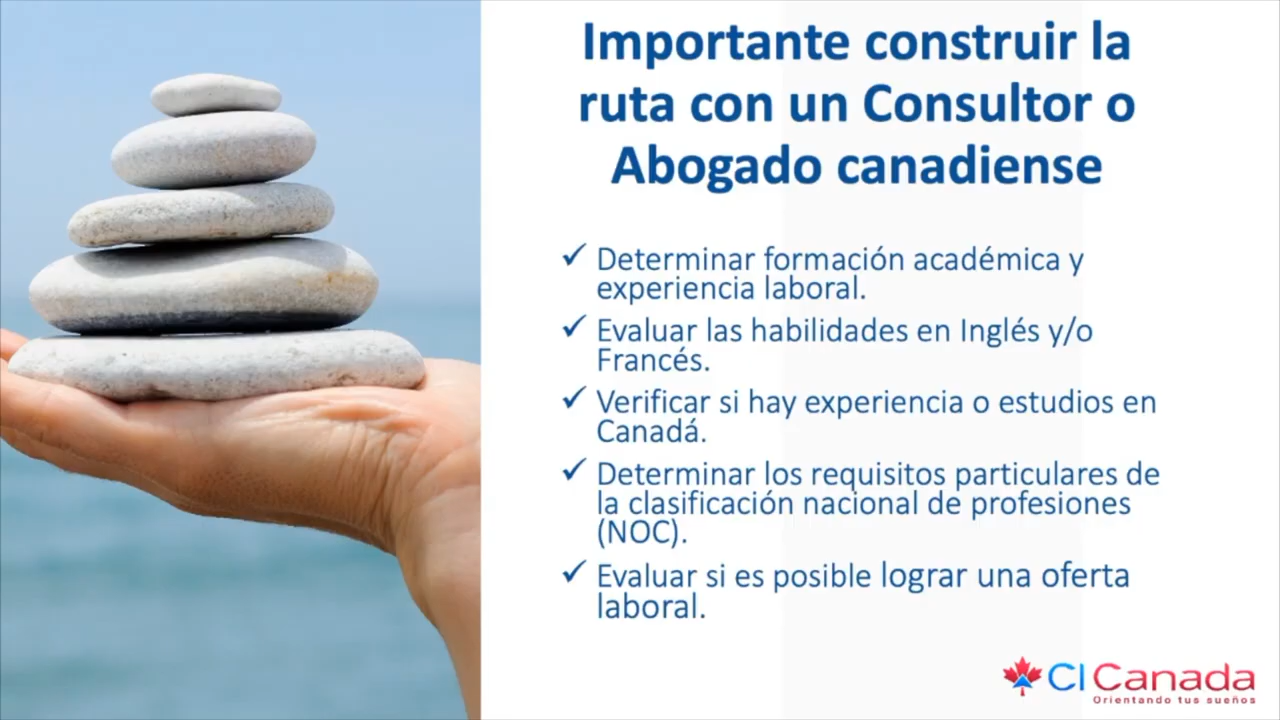 Importante construir la
ruta con un Consultor o
Abogado canadiense
Determinar formación académica y
experiencia laboral.
Evaluar las habilidades en Inglés y/o
Francés.
Verificar si hay experiencia o estudios en
Canadá.
Determinar los requisitos particulares de
la clasificación nacional de profesiones
(NOC).
Evaluar si es posible lograr una oferta
laboral.
CI Canada
Orientando tus sueños